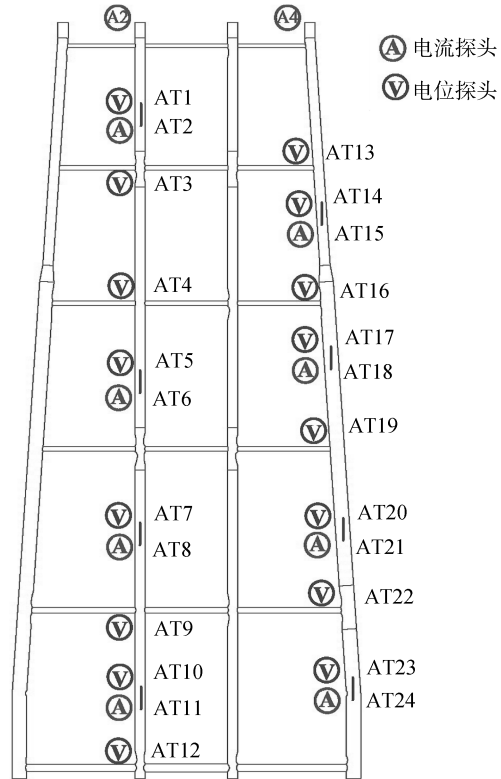 A2
A4
A 电流探头
V 电位探头
V AT1
A AT2
V AT3
V AT4
V AT5
A AT6
V AT7
A AT8
V AT9
V AT10
A AT11
V AT12
V AT13
V AT14
A AT15
V AT16
V AT17
A AT18
V AT19
V AT20
A AT21
V AT22
V AT23
A AT24